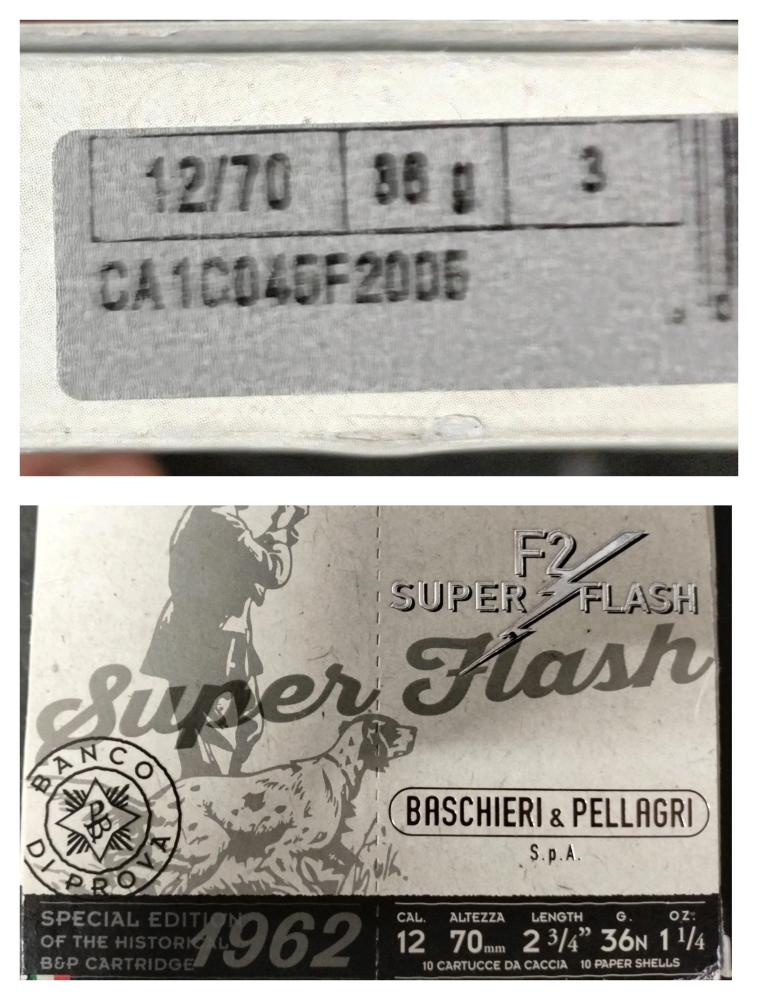 12/70 36 g 3
CA1C045F2005
F2
SUPER FLASH
Super Flash
BANCO DI PROVA
PB
BASCHIERI & PELLAGRI
S.p.A.
SPECIAL EDITION
OF THE HISTORICAL
B&P CARTRIDGE
1962
CAL. ALTEZZA LENGTH G. OZ:
12 70mm 2 3/4” 36N 1 1/4
10 CARTUCCE DA CACCIA 10 PAPER SHELLS